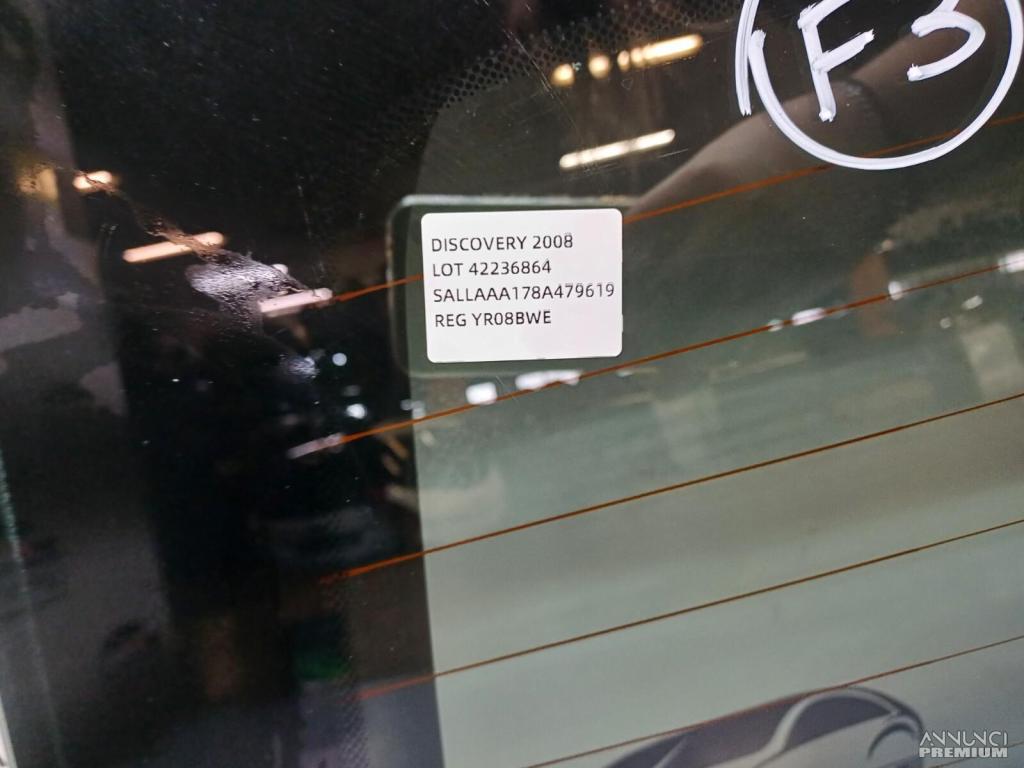 F3
DISCOVERY 2008
LOT 42236864
SALLAAA178A479619
REG YR08BWE
ANNUNCI
PREMIUM